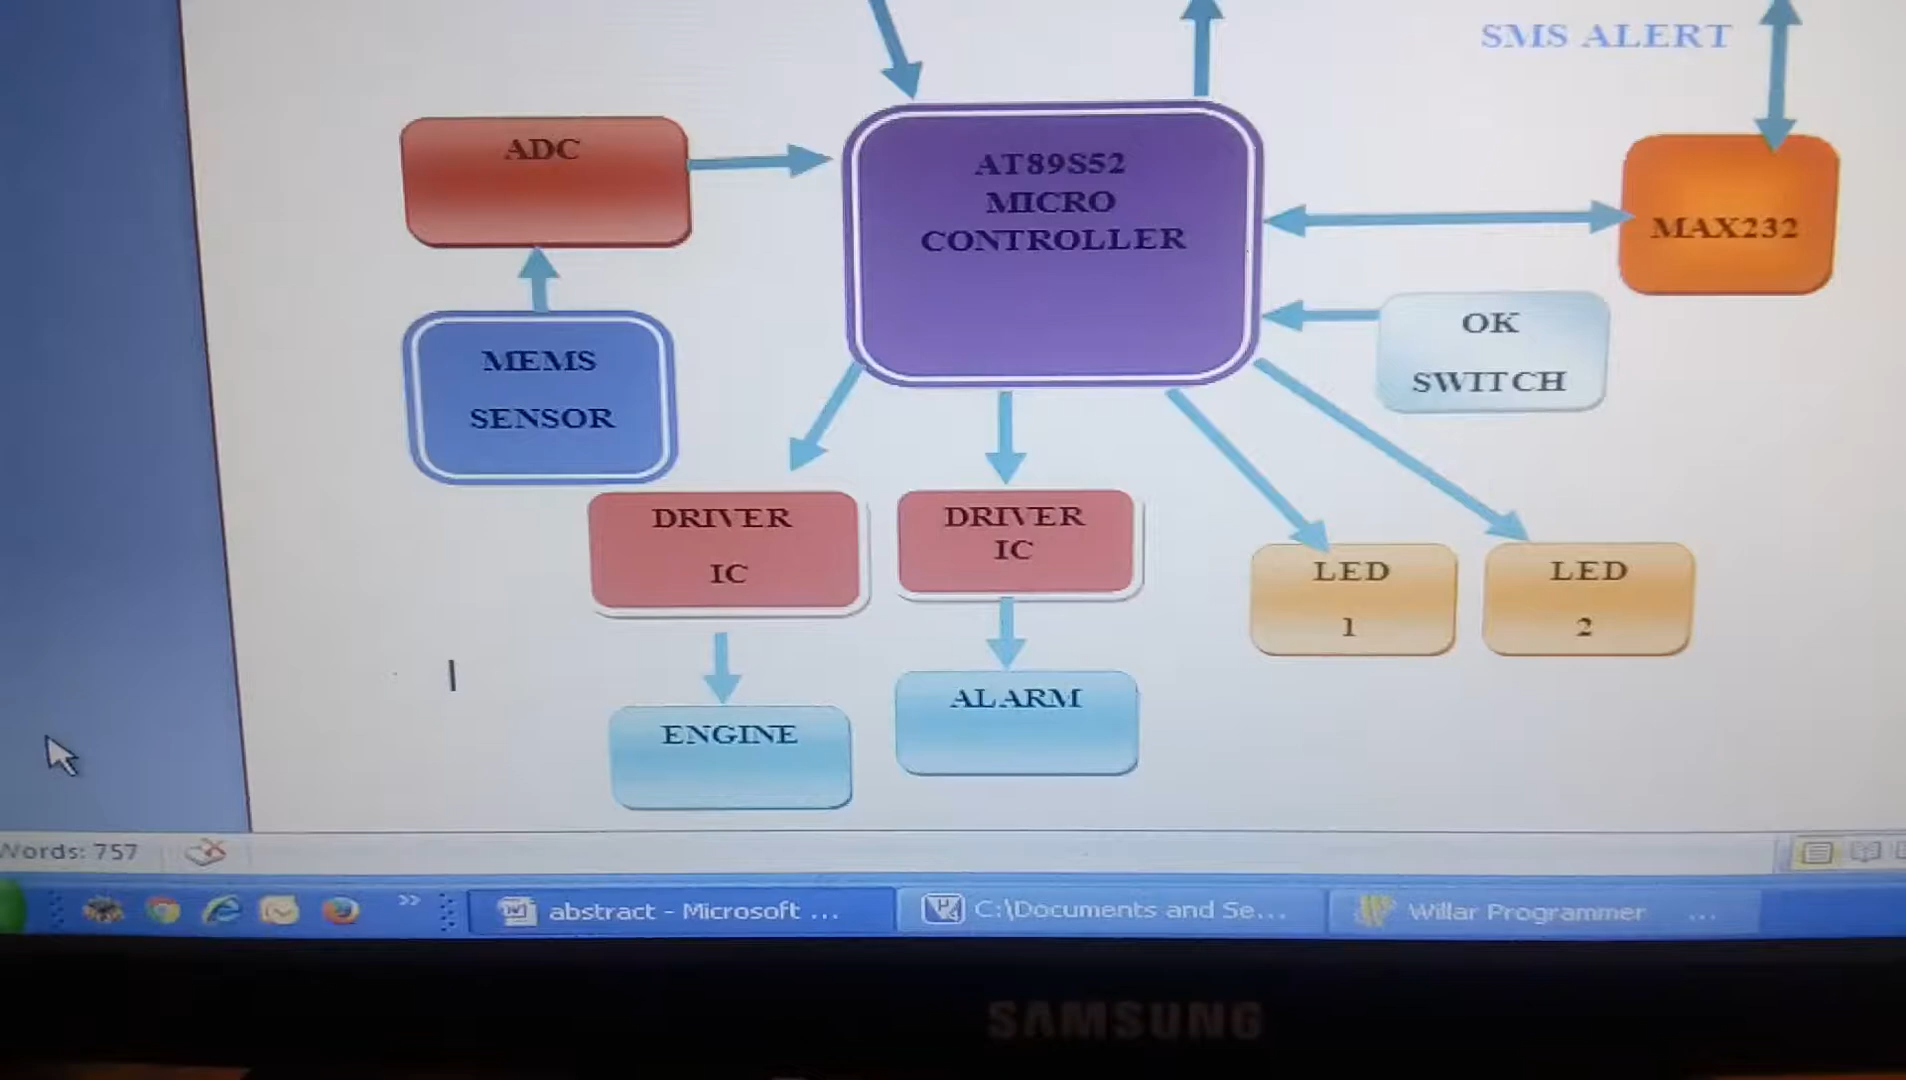 SMS ALERT
ADC
AT89S52
MICRO
CONTROLLER
MAX232
OK
SWITCH
MEMS
SENSOR
DRIVER
IC
DRIVER
IC
LED
1
LED
2
ENGINE
ALARM
Words: 757
abstract - Microsoft ...
C:\Documents and Se...
Willar Programmer ...
SAMSUNG